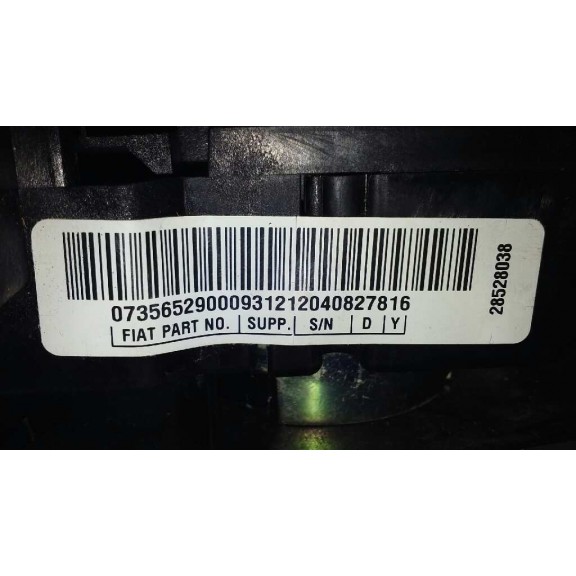 07356529000931212040827816
FIAT PART NO. SUPP. S/N D Y
28528038